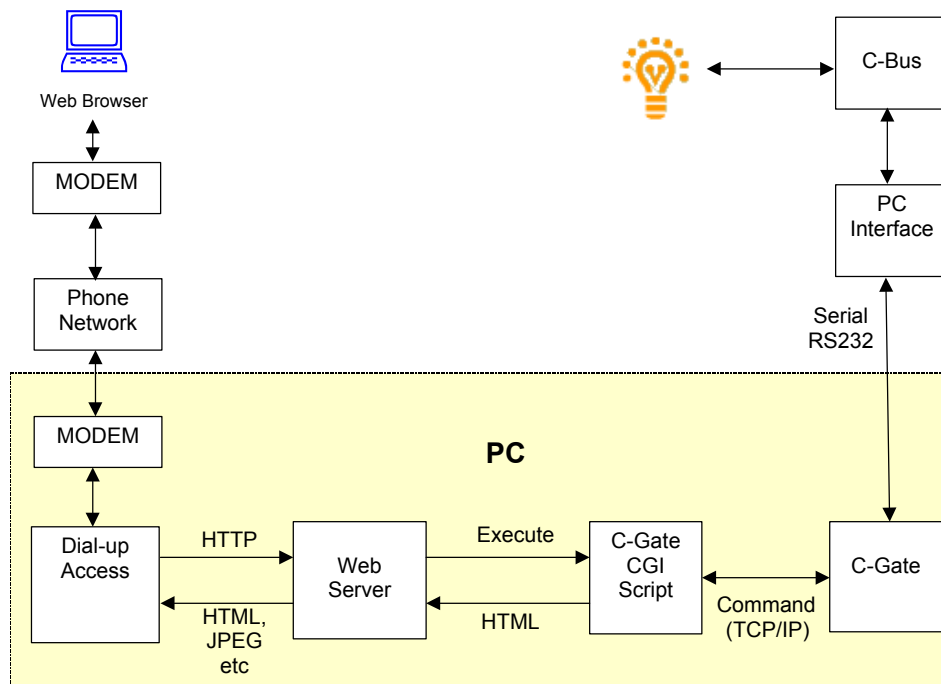 C-Bus
Web Browser
MODEM
PC
Interface
Phone
Network
Serial
RS232
MODEM
PC
Dial-up
Access
HTTP
HTML,
JPEG
etc
Web
Server
Execute
HTML
C-Gate
CGI
Script
Command
(TCP/IP)
C-Gate